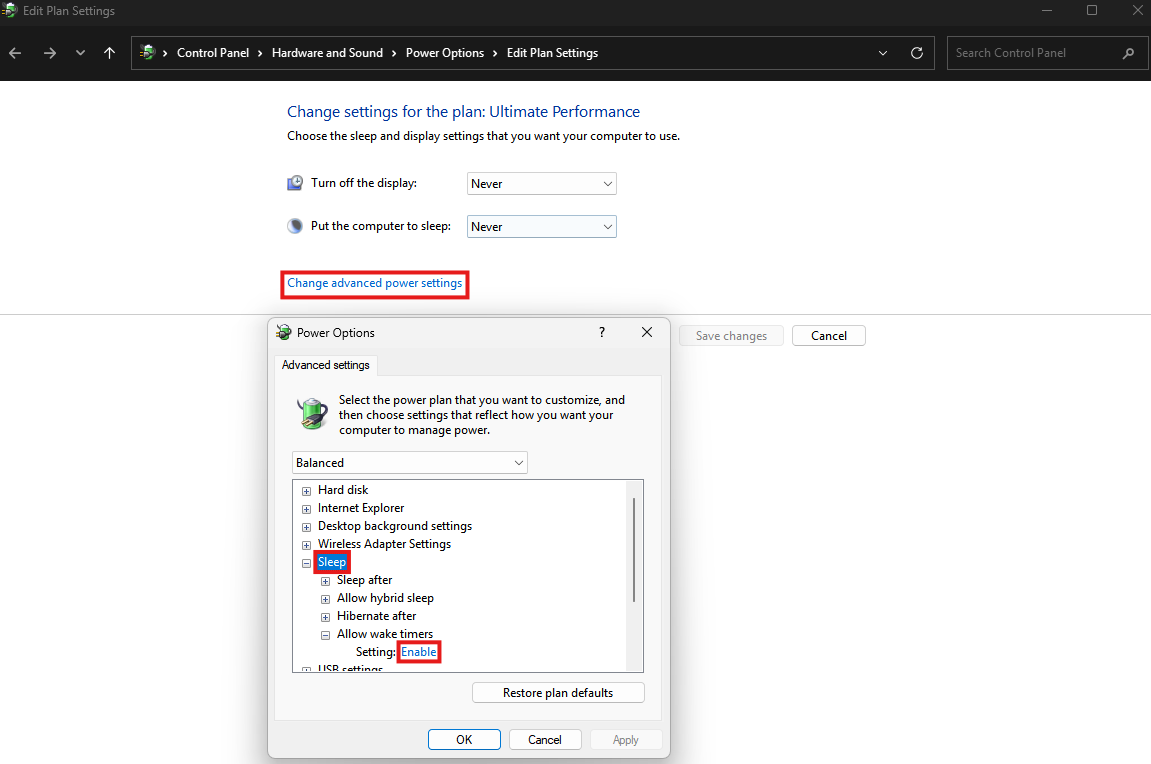 Edit Plan Settings
Control Panel > Hardware and Sound > Power Options > Edit Plan Settings
Search Control Panel
Change settings for the plan: Ultimate Performance
Choose the sleep and display settings that you want your computer to use.
Turn off the display: Never
Put the computer to sleep: Never
Change advanced power settings
Save changes Cancel
Power Options ?
Advanced settings
Select the power plan that you want to customize, and
then choose settings that reflect how you want your
computer to manage power.
Balanced
Hard disk
Internet Explorer
Desktop background settings
Wireless Adapter Settings
Sleep
Sleep after
Allow hybrid sleep
Hibernate after
Allow wake timers
Setting: Enable
USB settings
Restore plan defaults
OK Cancel Apply